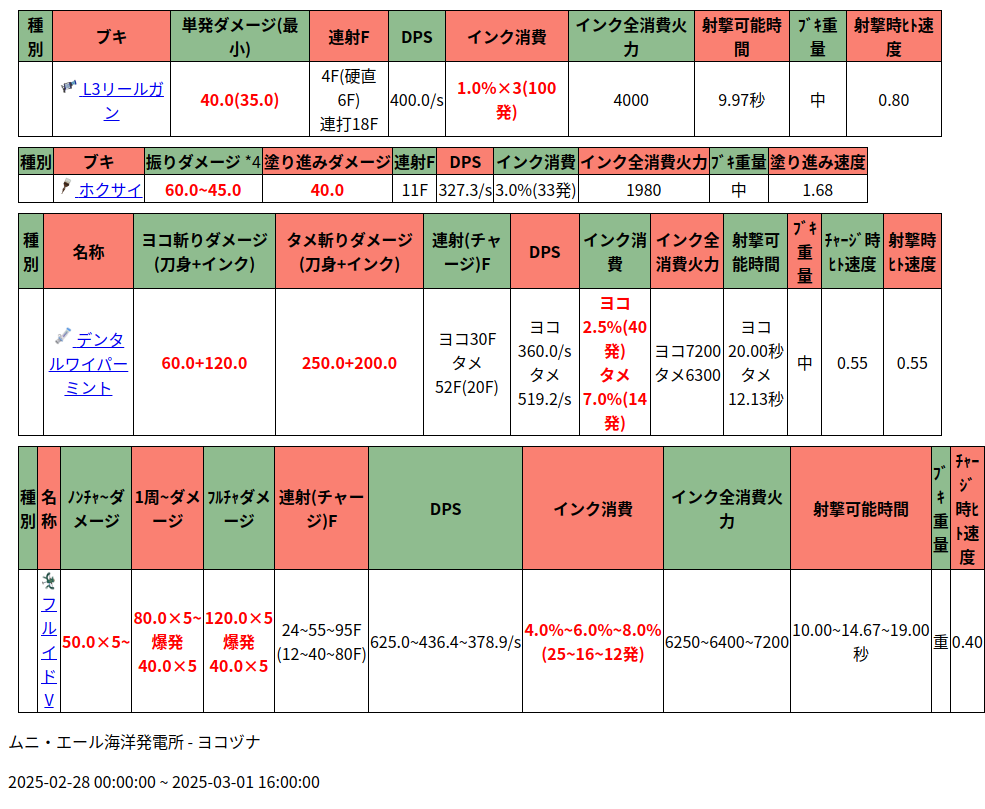 種別 ブキ 単発ダメージ(最小) 連射F DPS インク消費 インク全消費火力 射撃可能時間 ﾌﾞｷ重量 射撃時ﾋﾄ速度
L3リールガン 40.0(35.0) 4F(硬直6F) 連打18F 400.0/s 1.0%×3(100発) 4000 9.97秒 中 0.80
種別 ブキ 振りダメージ *4 塗り進みダメージ 連射F DPS インク消費 インク全消費火力 ﾌﾞｷ重量 塗り進み速度
ホクサイ 60.0~45.0 40.0 11F 327.3/s 3.0%(33発) 1980 中 1.68
種別 名称 ヨコ斬りダメージ(刀身+インク) タメ斬りダメージ(刀身+インク) 連射(チャージ)F DPS インク消費 インク全消費火力 射撃可能時間 ﾌﾞｷ重量 ﾁｬｰｼﾞ時ﾋﾄ速度 射撃時ﾋﾄ速度
デンタルワイパーミント 60.0+120.0 250.0+200.0 ヨコ30F タメ52F(20F) ヨコ360.0/s タメ519.2/s ヨコ2.5%(40発) タメ7.0%(14発) ヨコ7200 タメ6300 ヨコ20.00秒 タメ12.13秒 中 0.55 0.55
種別 名称 ﾉﾝﾁｬ~ダメージ 1周~ダメージ ﾌﾙﾁｬダメージ 連射(チャージ)F DPS インク消費 インク全消費火力 射撃可能時間 ﾌﾞｷ重量 ﾁｬｰｼﾞ時ﾋﾄ速度
フルイドV 50.0×5~ 80.0×5~ 爆発40.0×5 120.0×5 爆発40.0×5 24~55~95F (12~40~80F) 625.0~436.4~378.9/s 4.0%~6.0%~8.0% (25~16~12発) 6250~6400~7200 10.00~14.67~19.00秒 重 0.40
ムニ・エール海洋発電所 - ヨコヅナ
2025-02-28 00:00:00 ~ 2025-03-01 16:00:00